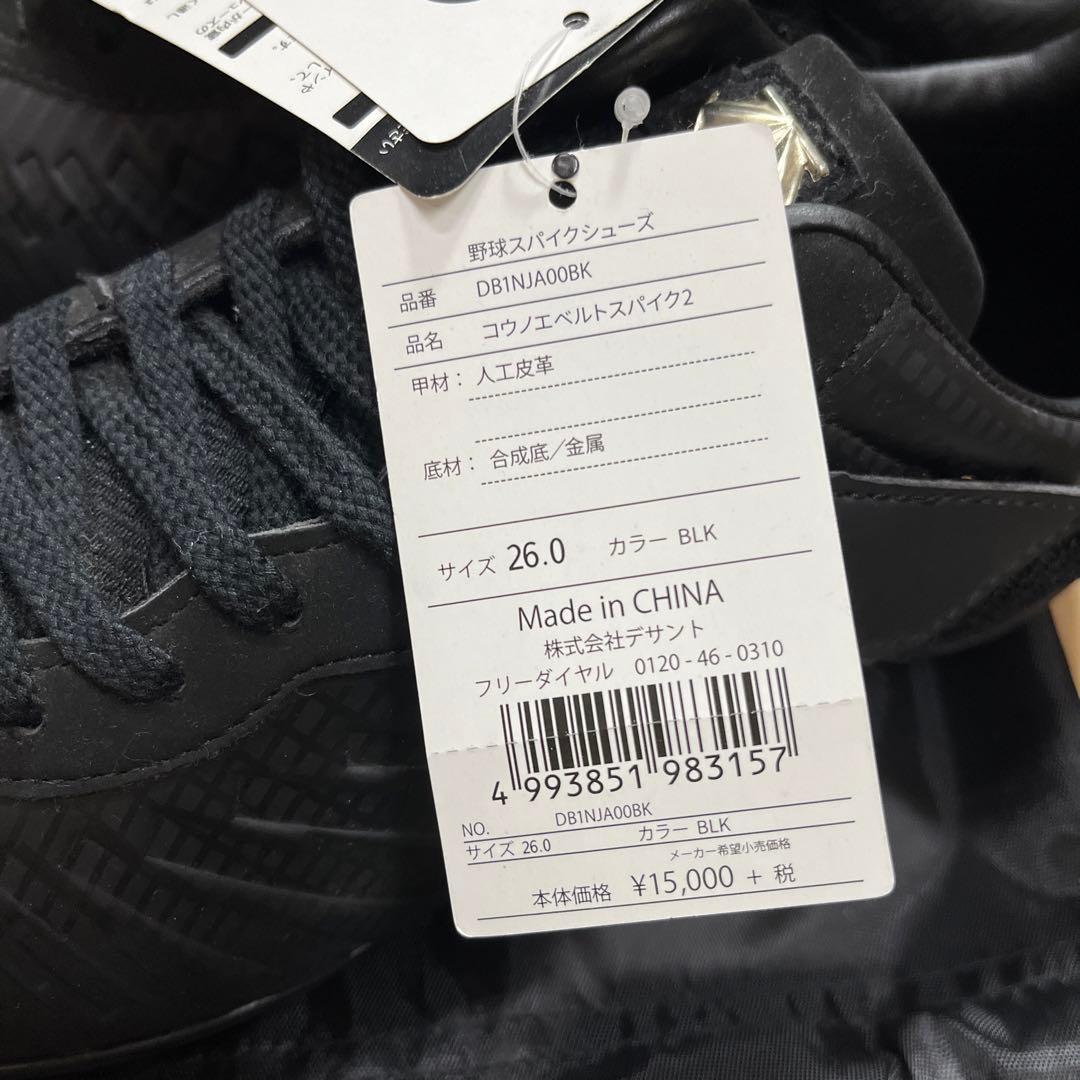 さい
野球スパイクシューズ
品番 DB1NJA00BK
品名 コウノエベルトスパイク2
甲材： 人工皮革
底材： 合成底／金属
サイズ 26.0 カラー BLK
Made in CHINA
株式会社デサント
フリーダイヤル 0120-46-0310
4 993851 983157
NO. DB1NJA00BK
サイズ 26.0 カラー BLK
メーカー希望小売価格
本体価格 ¥15,000 + 税